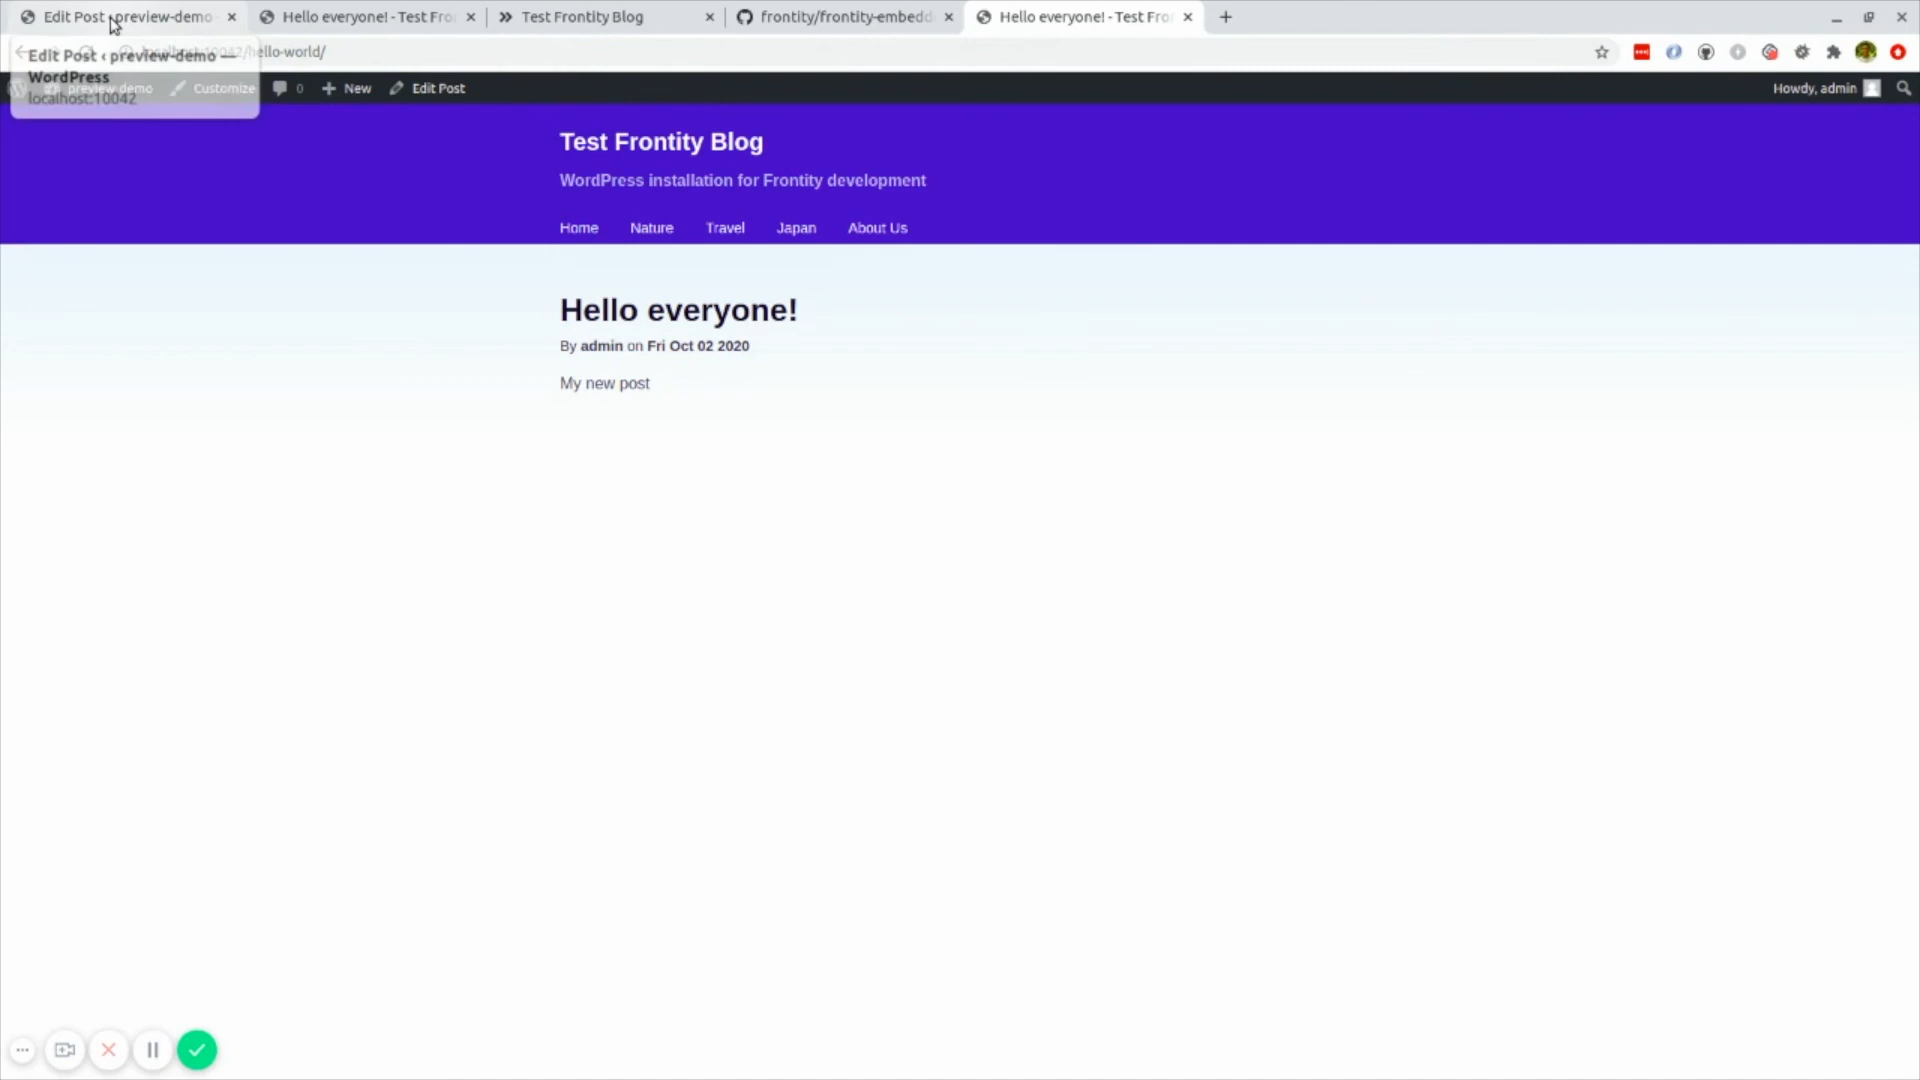 Edit Post ‹ preview-demo
Hello everyone! - Test Fro
Test Frontity Blog
frontity/frontity-embedd
Hello everyone! - Test Fro
localhost:10042/hello-world/
Edit Post ‹ preview-demo —
WordPress
localhost:10042
preview demo
Customize
0
New
Edit Post
Howdy, admin
Test Frontity Blog
WordPress installation for Frontity development
Home Nature Travel Japan About Us
Hello everyone!
By admin on Fri Oct 02 2020
My new post